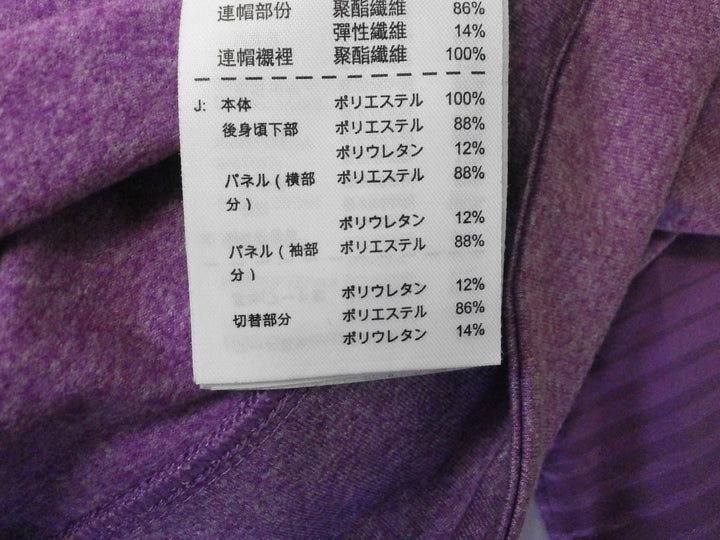 連帽部份 聚酯纖維 86%
彈性纖維 14%
連帽襯裡 聚酯纖維 100%
J: 本体 ポリエステル 100%
後身頃下部 ポリエステル 88%
ポリウレタン 12%
パネル ( 横部 ポリエステル 88%
分 )
ポリウレタン 12%
パネル ( 袖部 ポリエステル 88%
分 )
ポリウレタン 12%
切替部分 ポリエステル 86%
ポリウレタン 14%